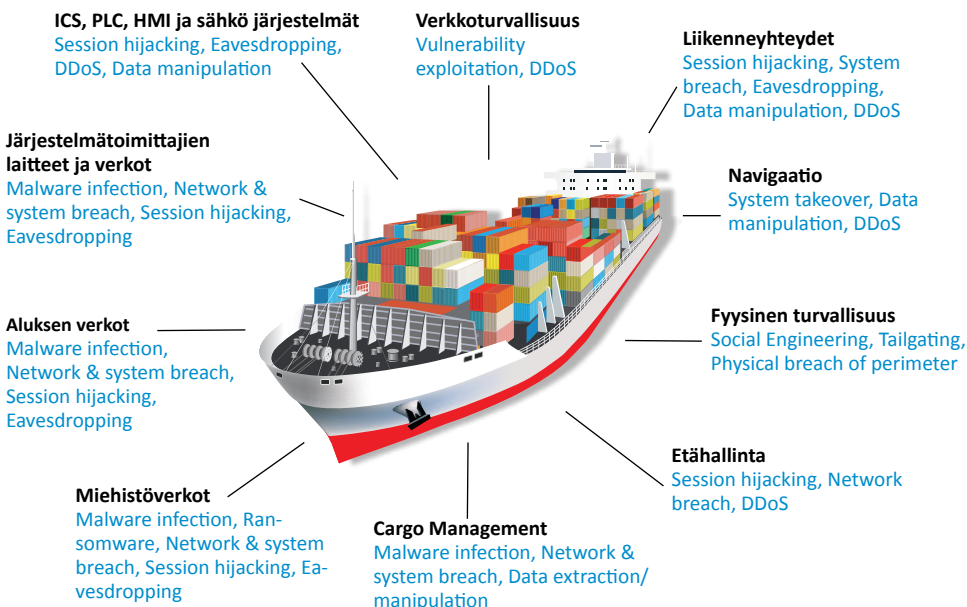 ICS, PLC, HMI ja sähkö järjestelmät
Session hijacking, Eavesdropping,
DDoS, Data manipulation
Verkkoturvallisuus
Vulnerability
exploitation, DDoS
Liikenneyhteydet
Session hijacking, System
breach, Eavesdropping,
Data manipulation, DDoS
Järjestelmätoimittajien
laitteet ja verkot
Malware infection, Network &
system breach, Session hijacking,
Eavesdropping
Navigaatio
System takeover, Data
manipulation, DDoS
Aluksen verkot
Malware infection,
Network & system breach,
Session hijacking,
Eavesdropping
Fyysinen turvallisuus
Social Engineering, Tailgating,
Physical breach of perimeter
Etähallinta
Session hijacking, Network
breach, DDoS
Miehistöverkot
Malware infection, Ran-
somware, Network & system
breach, Session hijacking, Ea-
vesdropping
Cargo Management
Malware infection, Network &
system breach, Data extraction/
manipulation